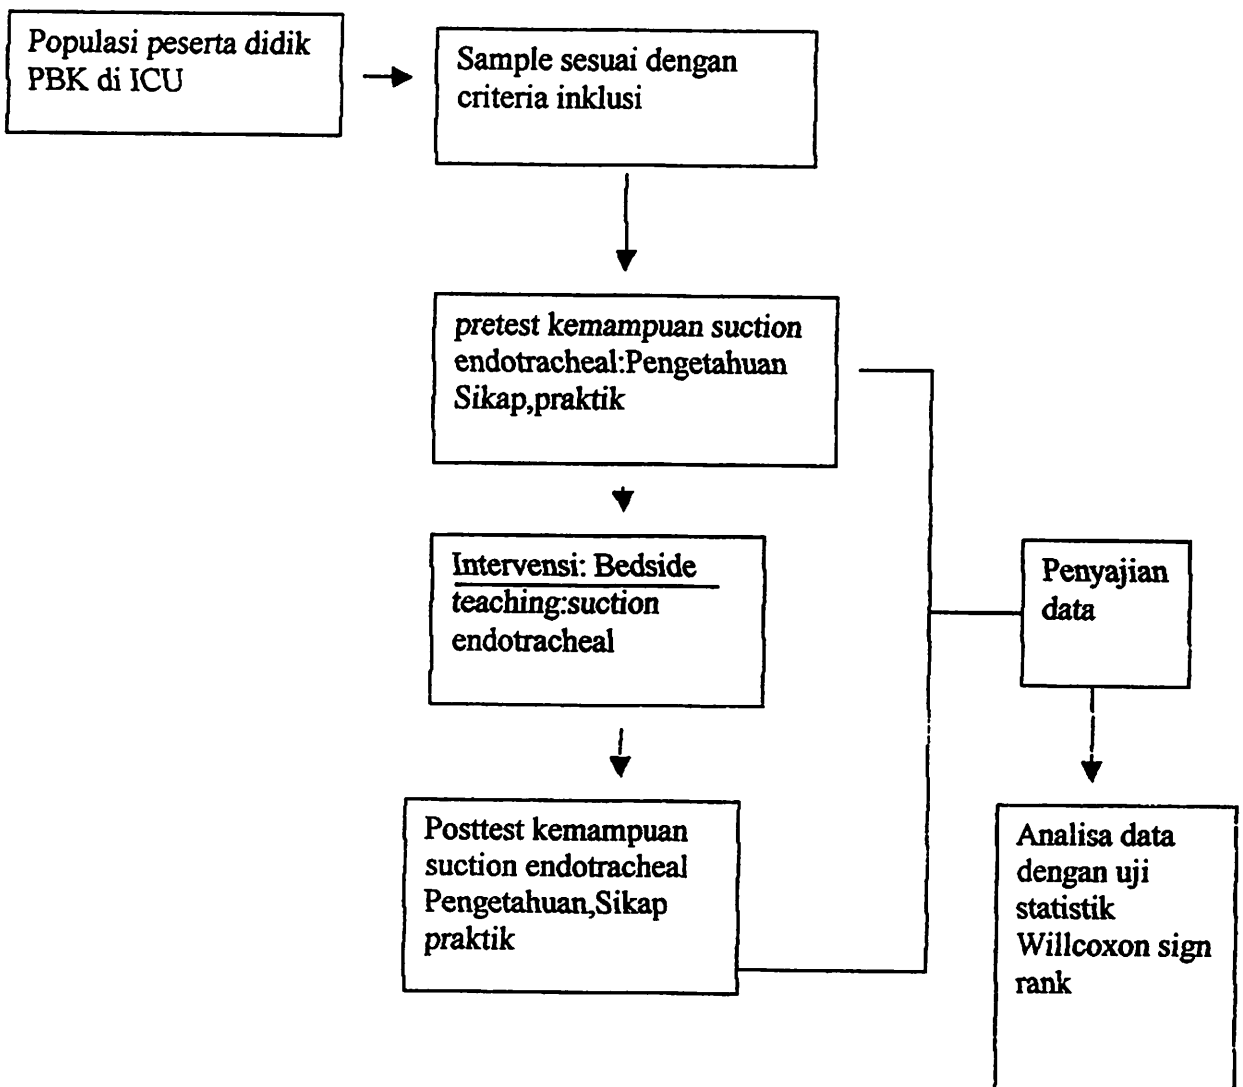 Populasi peserta didik
PBK di ICU
Sample sesuai dengan
criteria inklusi
pretest kemampuan suction
endotracheal:Pengetahuan
Sikap,praktik
Intervensi: Bedside
teaching:suction
endotracheal
Posttest kemampuan
suction endotracheal
Pengetahuan,Sikap
praktik
Penyajian
data
Analisa data
dengan uji
statistik
Willcoxon sign
rank